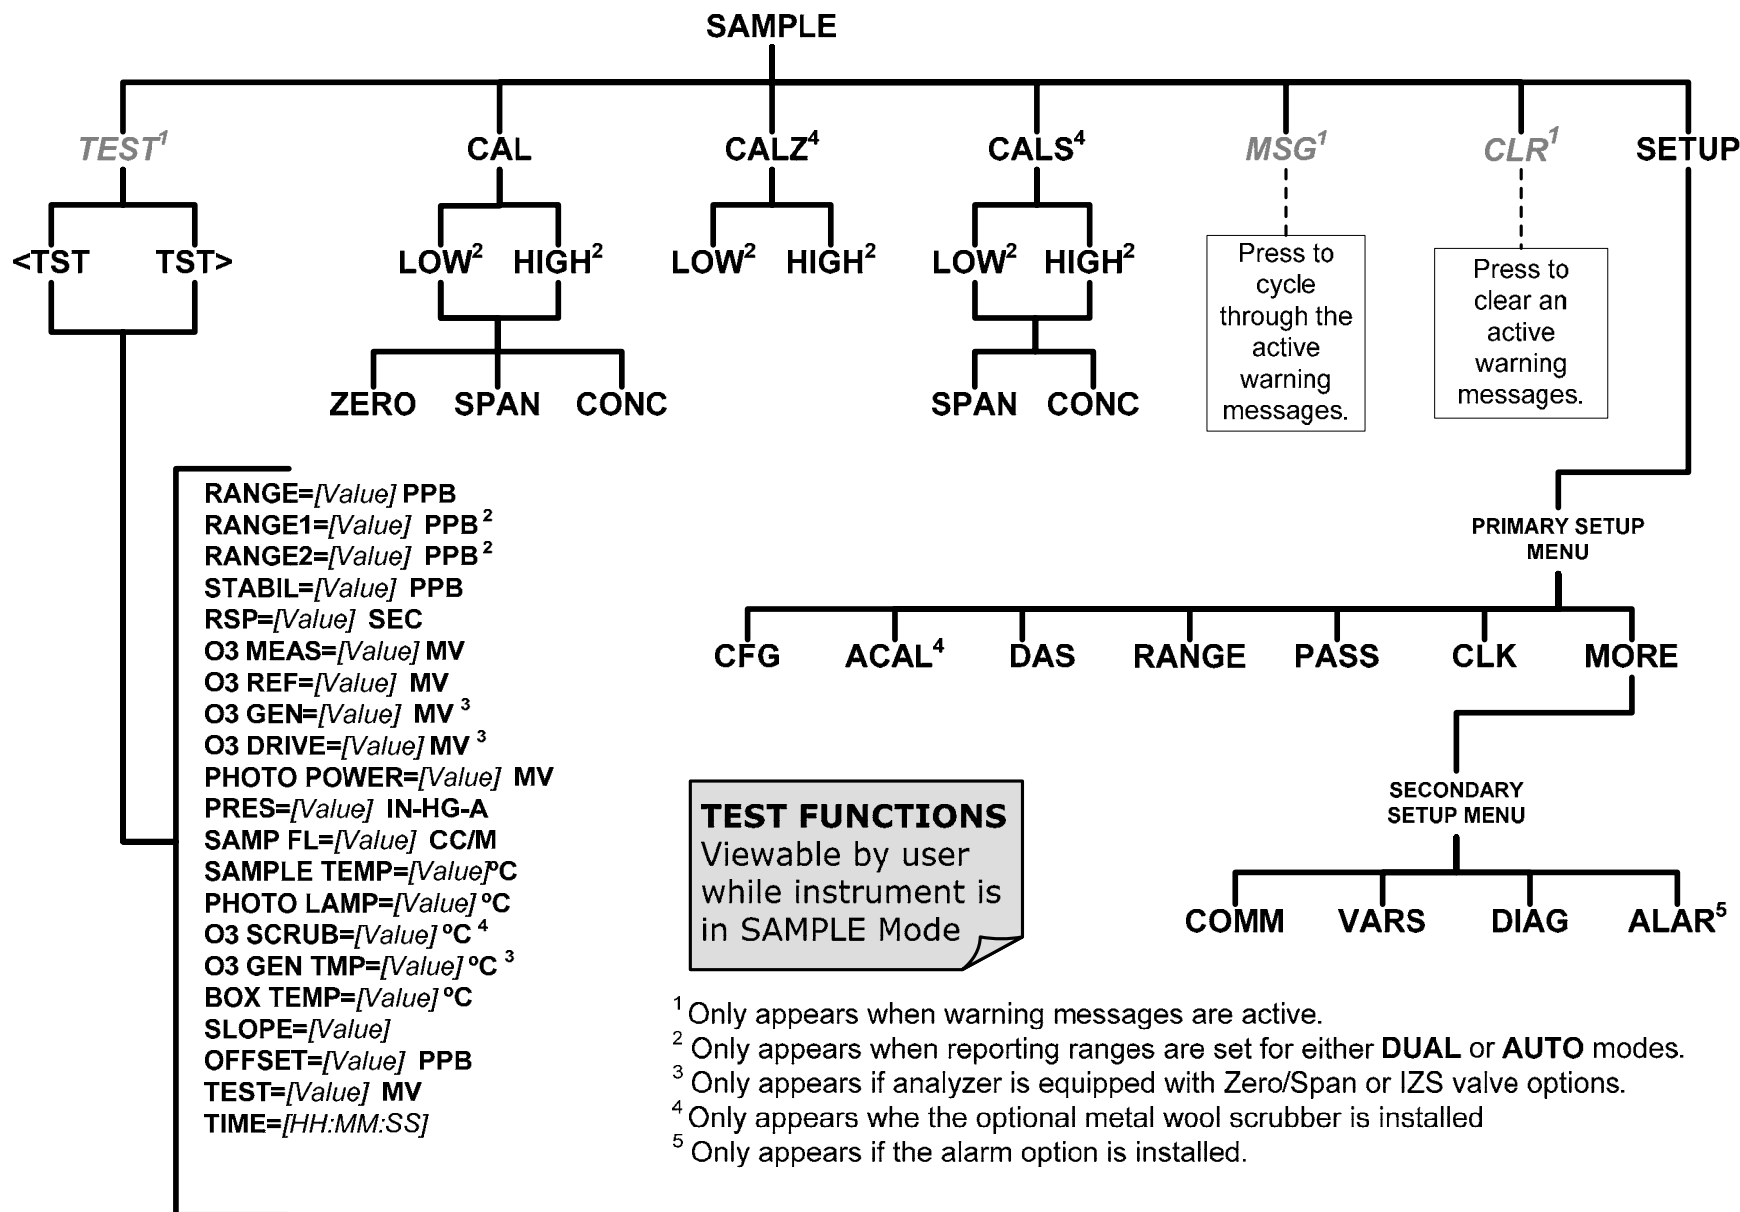 SAMPLE
TEST¹ CAL CALZ⁴ CALS⁴ MSG¹ CLR¹ SETUP
<TST TST> LOW² HIGH² LOW² HIGH² LOW² HIGH²
Press to
cycle
through the
active
warning
messages.
Press to
clear an
active
warning
messages.
ZERO SPAN CONC SPAN CONC
RANGE=[Value] PPB
RANGE1=[Value] PPB ²
RANGE2=[Value] PPB ²
STABIL=[Value] PPB
RSP=[Value] SEC
O3 MEAS=[Value] MV
O3 REF=[Value] MV
O3 GEN=[Value] MV ³
O3 DRIVE=[Value] MV ³
PHOTO POWER=[Value] MV
PRES=[Value] IN-HG-A
SAMP FL=[Value] CC/M
SAMPLE TEMP=[Value]ºC
PHOTO LAMP=[Value] ºC
O3 SCRUB=[Value] ºC ⁴
O3 GEN TMP=[Value] ºC ³
BOX TEMP=[Value] ºC
SLOPE=[Value]
OFFSET=[Value] PPB
TEST=[Value] MV
TIME=[HH:MM:SS]
PRIMARY SETUP
MENU
CFG ACAL⁴ DAS RANGE PASS CLK MORE
SECONDARY
SETUP MENU
COMM VARS DIAG ALAR⁵
TEST FUNCTIONS
Viewable by user
while instrument is
in SAMPLE Mode
¹ Only appears when warning messages are active.
² Only appears when reporting ranges are set for either DUAL or AUTO modes.
³ Only appears if analyzer is equipped with Zero/Span or IZS valve options.
⁴ Only appears whe the optional metal wool scrubber is installed
⁵ Only appears if the alarm option is installed.